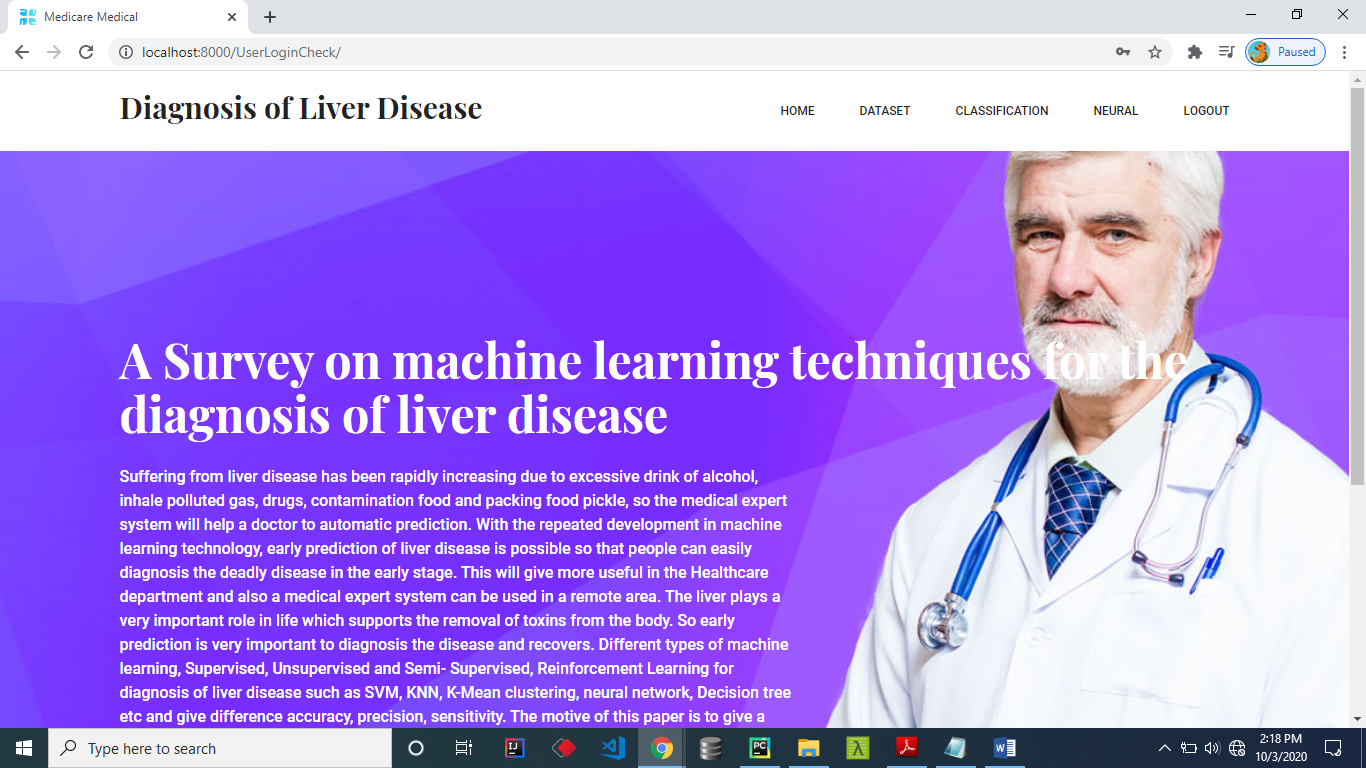 Medicare Medical
localhost:8000/UserLoginCheck/
Paused
Diagnosis of Liver Disease
HOME DATASET CLASSIFICATION NEURAL LOGOUT
A Survey on machine learning techniques for the
diagnosis of liver disease
Suffering from liver disease has been rapidly increasing due to excessive drink of alcohol,
inhale polluted gas, drugs, contamination food and packing food pickle, so the medical expert
system will help a doctor to automatic prediction. With the repeated development in machine
learning technology, early prediction of liver disease is possible so that people can easily
diagnosis the deadly disease in the early stage. This will give more useful in the Healthcare
department and also a medical expert system can be used in a remote area. The liver plays a
very important role in life which supports the removal of toxins from the body. So early
prediction is very important to diagnosis the disease and recovers. Different types of machine
learning, Supervised, Unsupervised and Semi- Supervised, Reinforcement Learning for
diagnosis of liver disease such as SVM, KNN, K-Mean clustering, neural network, Decision tree
etc and give difference accuracy, precision, sensitivity. The motive of this paper is to give a
Type here to search
IJ
PC
W
2:18 PM
10/3/2020